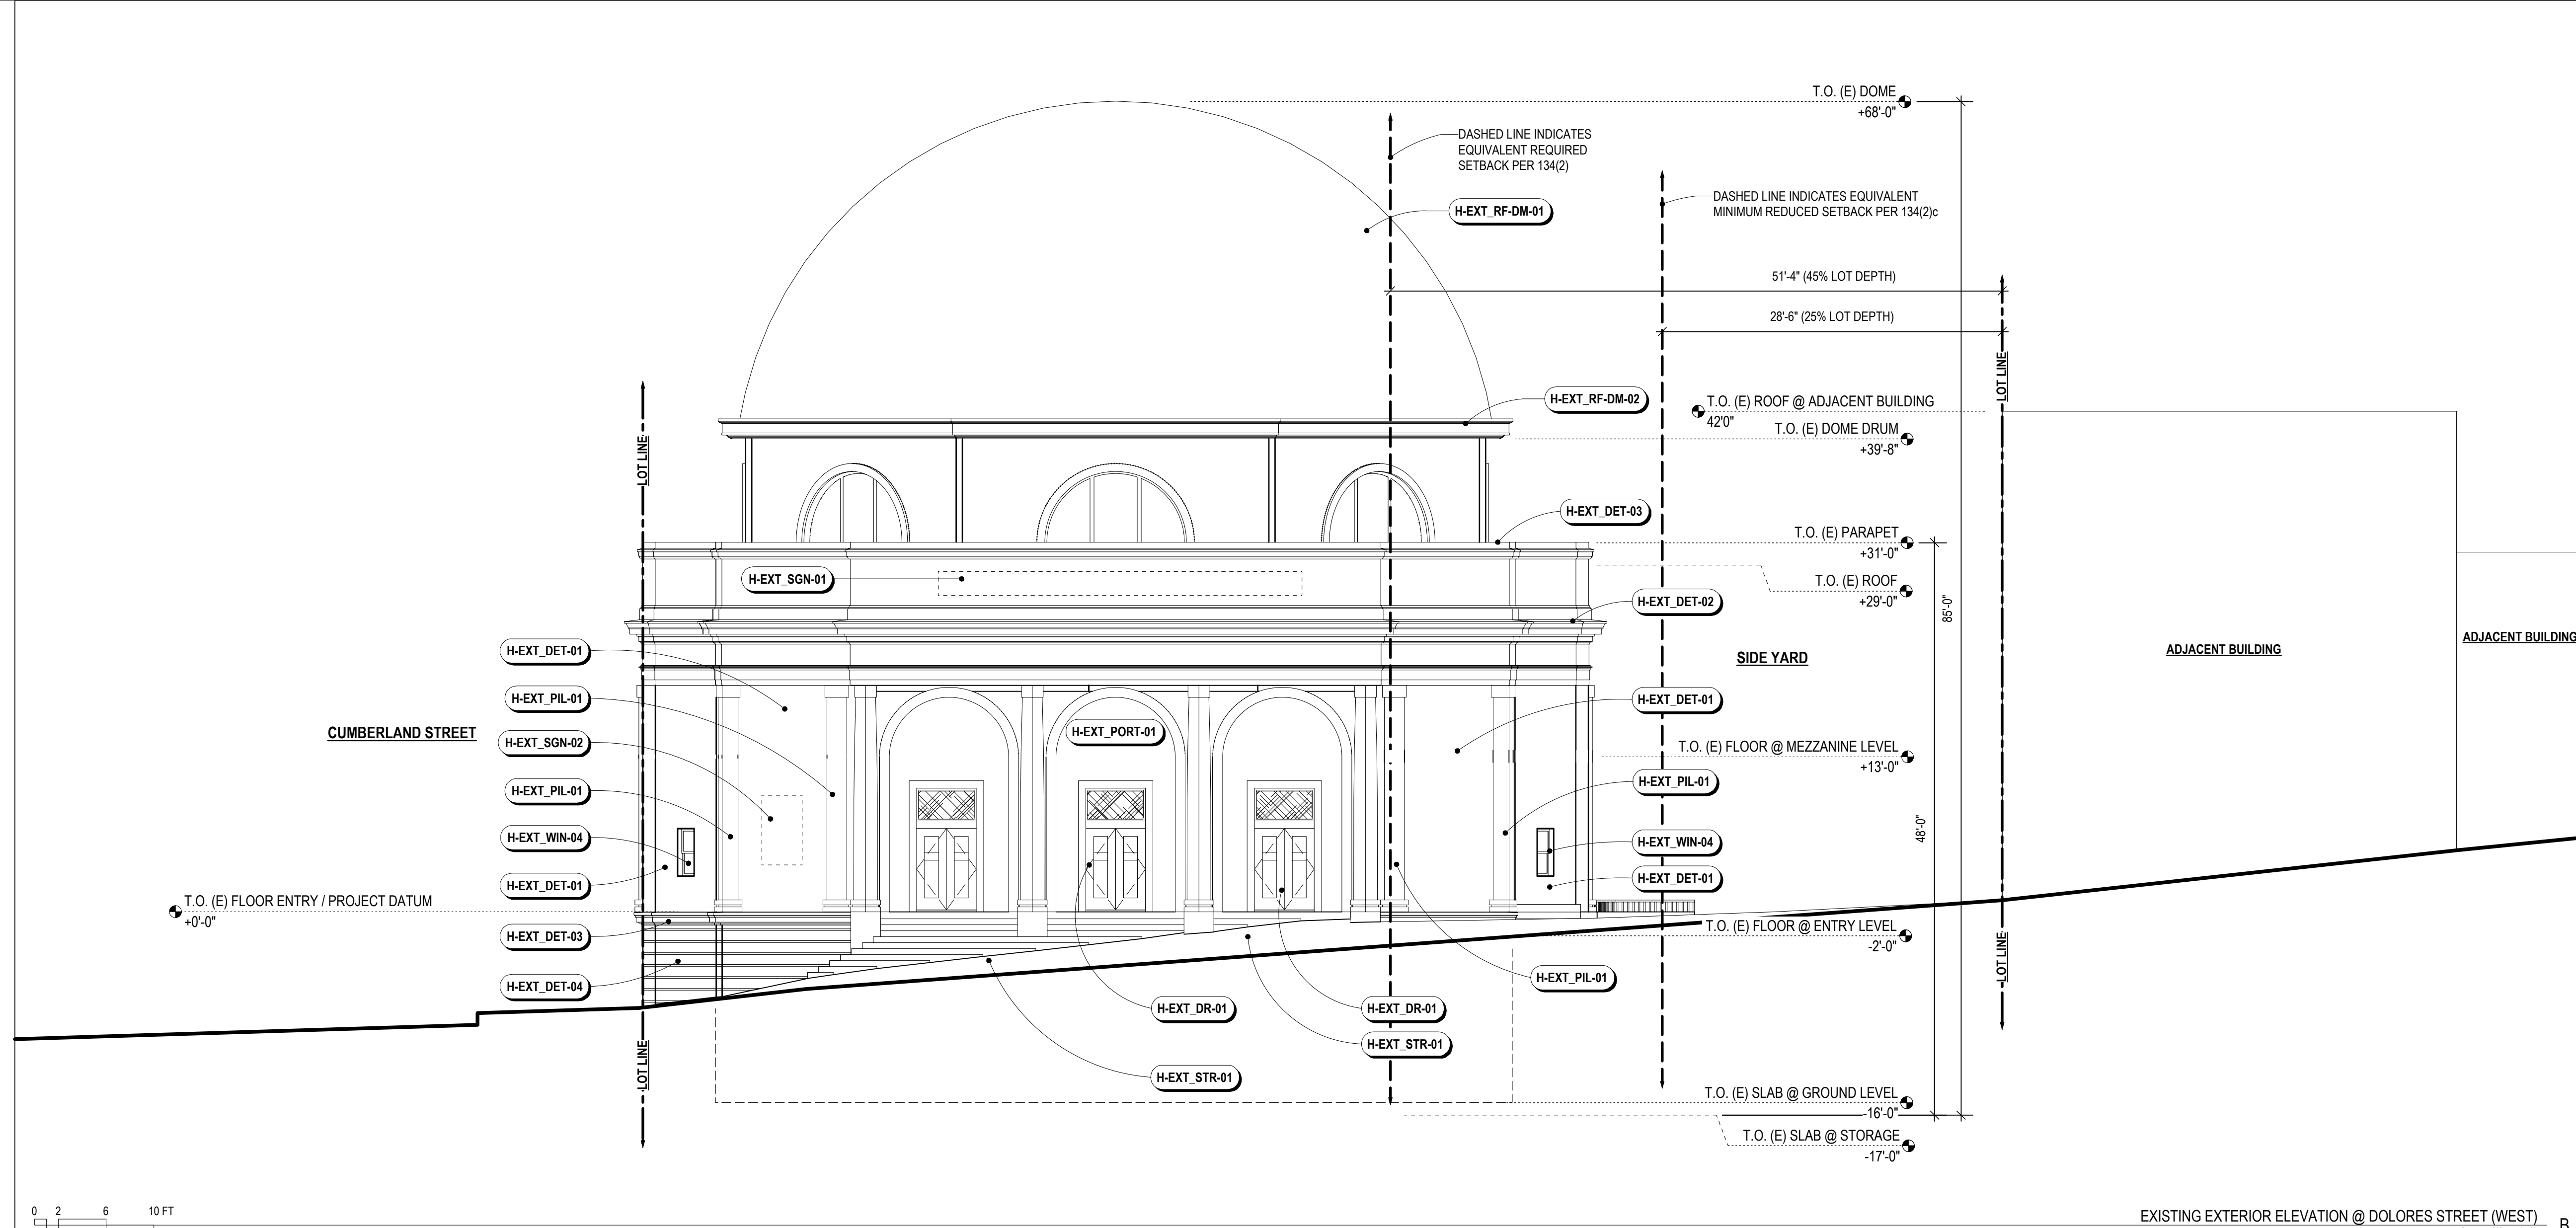 T.O. (E) DOME
+68'-0"
DASHED LINE INDICATES
EQUIVALENT REQUIRED
SETBACK PER 134(2)
DASHED LINE INDICATES EQUIVALENT
MINIMUM REDUCED SETBACK PER 134(2)c
H-EXT_RF-DM-01
51'-4" (45% LOT DEPTH)
28'-6" (25% LOT DEPTH)
LOT LINE
LOT LINE
H-EXT_RF-DM-02
T.O. (E) ROOF @ ADJACENT BUILDING
42'0"
T.O. (E) DOME DRUM
+39'-8"
H-EXT_DET-03
T.O. (E) PARAPET
+31'-0"
H-EXT_SGN-01
T.O. (E) ROOF
+29'-0"
H-EXT_DET-02
85'-0"
H-EXT_DET-01
SIDE YARD
ADJACENT BUILDING
ADJACENT BUILDING
H-EXT_PIL-01
H-EXT_DET-01
CUMBERLAND STREET
H-EXT_SGN-02
H-EXT_PORT-01
T.O. (E) FLOOR @ MEZZANINE LEVEL
+13'-0"
H-EXT_PIL-01
H-EXT_PIL-01
H-EXT_WIN-04
H-EXT_WIN-04
48'-0"
H-EXT_DET-01
H-EXT_DET-01
T.O. (E) FLOOR ENTRY / PROJECT DATUM
+0'-0"
H-EXT_DET-03
T.O. (E) FLOOR @ ENTRY LEVEL
-2'-0"
LOT LINE
H-EXT_DET-04
H-EXT_PIL-01
H-EXT_DR-01
H-EXT_DR-01
H-EXT_STR-01
LOT LINE
H-EXT_STR-01
T.O. (E) SLAB @ GROUND LEVEL
-16'-0"
T.O. (E) SLAB @ STORAGE
-17'-0"
0 2 6 10 FT
EXISTING EXTERIOR ELEVATION @ DOLORES STREET (WEST)